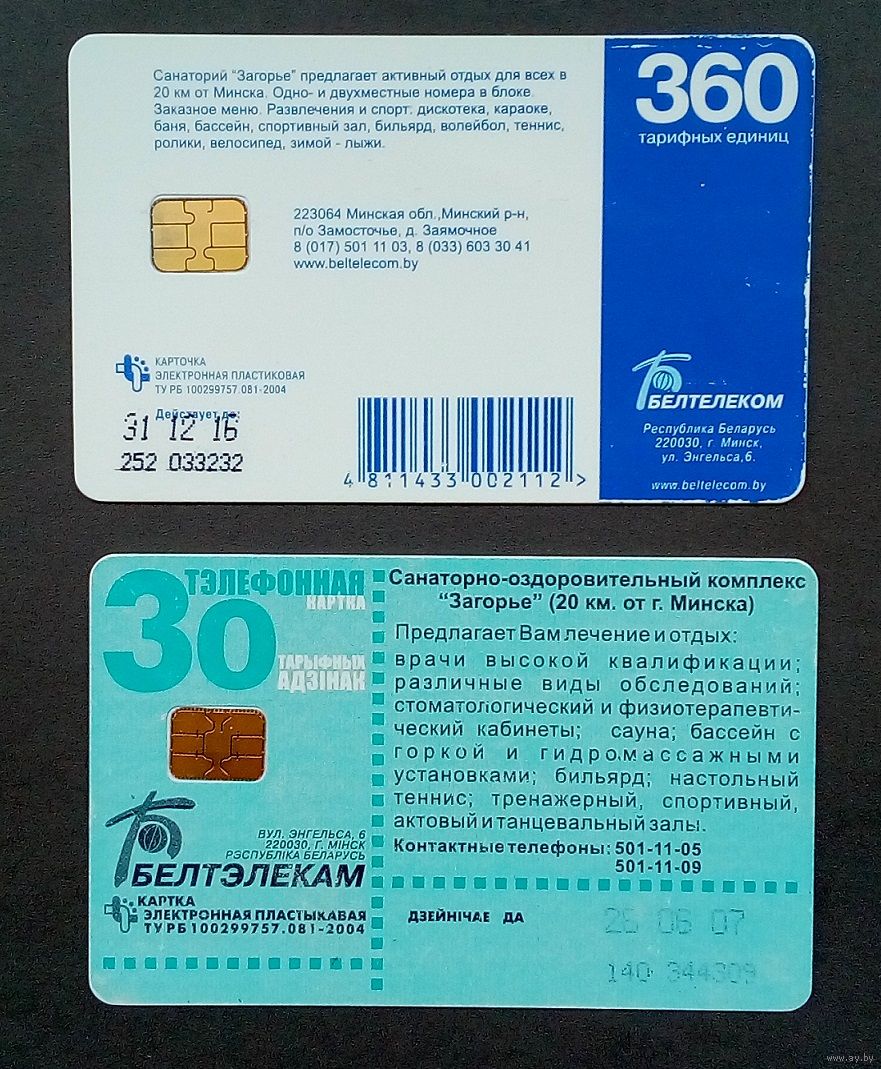 Санаторий “Загорье” предлагает активный отдых для всех в
20 км от Минска. Одно- и двухместные номера в блоке.
Заказное меню. Развлечения и спорт: дискотека, караоке,
баня, бассейн, спортивный зал, бильярд, волейбол, теннис,
ролики, велосипед, зимой - лыжи.
360
тарифных единиц
223064 Минская обл.,Минский р-н,
п/о Замосточье, д. Заямочное
8 (017) 501 11 03, 8 (033) 603 30 41
www.beltelecom.by
КАРТОЧКА
ЭЛЕКТРОННАЯ ПЛАСТИКОВАЯ
ТУ РБ 100299757.081-2004
Действует до:
31 12 16
252 033232
4 811433 002112 >
БЕЛТЕЛЕКОМ
Республика Беларусь
220030, г. Минск,
ул. Энгельса,6.
www.beltelecom.by
ТЭЛЕФОННАЯ
КАРТКА
30
ТАРЫФНЫХ
АДЗІНАК
ВУЛ. ЭНГЕЛЬСА, 6
220030, Г. МІНСК
РЭСПУБЛІКА БЕЛАРУСЬ
БЕЛТЭЛЕКАМ
КАРТКА
ЭЛЕКТРОННАЯ ПЛАСТЫКАВАЯ
ТУ РБ 100299757.081-2004
Санаторно-оздоровительный комплекс
“Загорье” (20 км. от г. Минска)
Предлагает Вам лечение и отдых:
врачи высокой квалификации;
различные виды обследований;
стоматологический и физиотерапевти-
ческий кабинеты; сауна; бассейн с
горкой и гидромассажными
установками; бильярд; настольный
теннис; тренажерный, спортивный,
актовый и танцевальный залы.
Контактные телефоны: 501-11-05
501-11-09
ДЗЕЙНІЧАЕ ДА
26 06 07
140 344309
www.ay.by